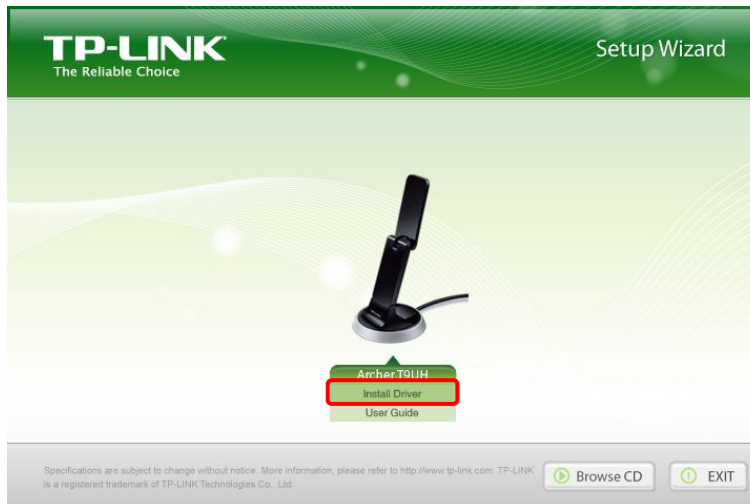 TP-LINK
The Reliable Choice
Setup Wizard
Archer T9UH
Install Driver
User Guide
Specifications are subject to change without notice. More information, please refer to http://www.tp-link.com. TP-LINK
is a registered trademark of TP-LINK Technologies Co., Ltd.
Browse CD
EXIT